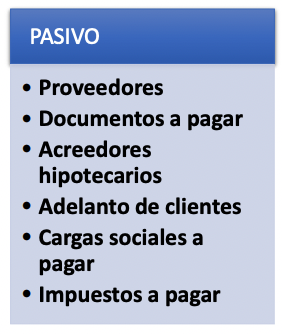 PASIVO
• Proveedores
• Documentos a pagar
• Acreedores
hipotecarios
• Adelanto de clientes
• Cargas sociales a
pagar
• Impuestos a pagar